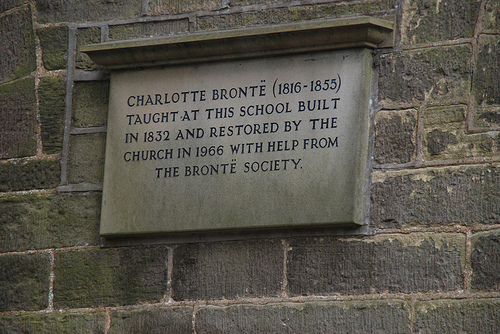 CHARLOTTE BRONTË (1816-1855)
TAUGHT AT THIS SCHOOL BUILT
IN 1832 AND RESTORED BY THE
CHURCH IN 1966 WITH HELP FROM
THE BRONTË SOCIETY.